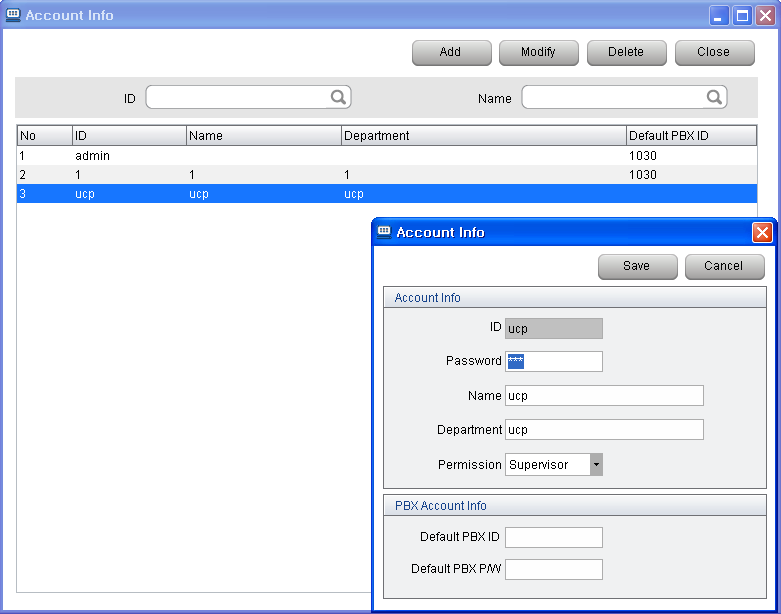 Account Info
Add Modify Delete Close
ID Name
No ID Name Department Default PBX ID
1 admin 1030
2 1 1 1 1030
3 ucp ucp ucp
Account Info
Save Cancel
Account Info
ID ucp
Password ***
Name ucp
Department ucp
Permission Supervisor
PBX Account Info
Default PBX ID
Default PBX P/W